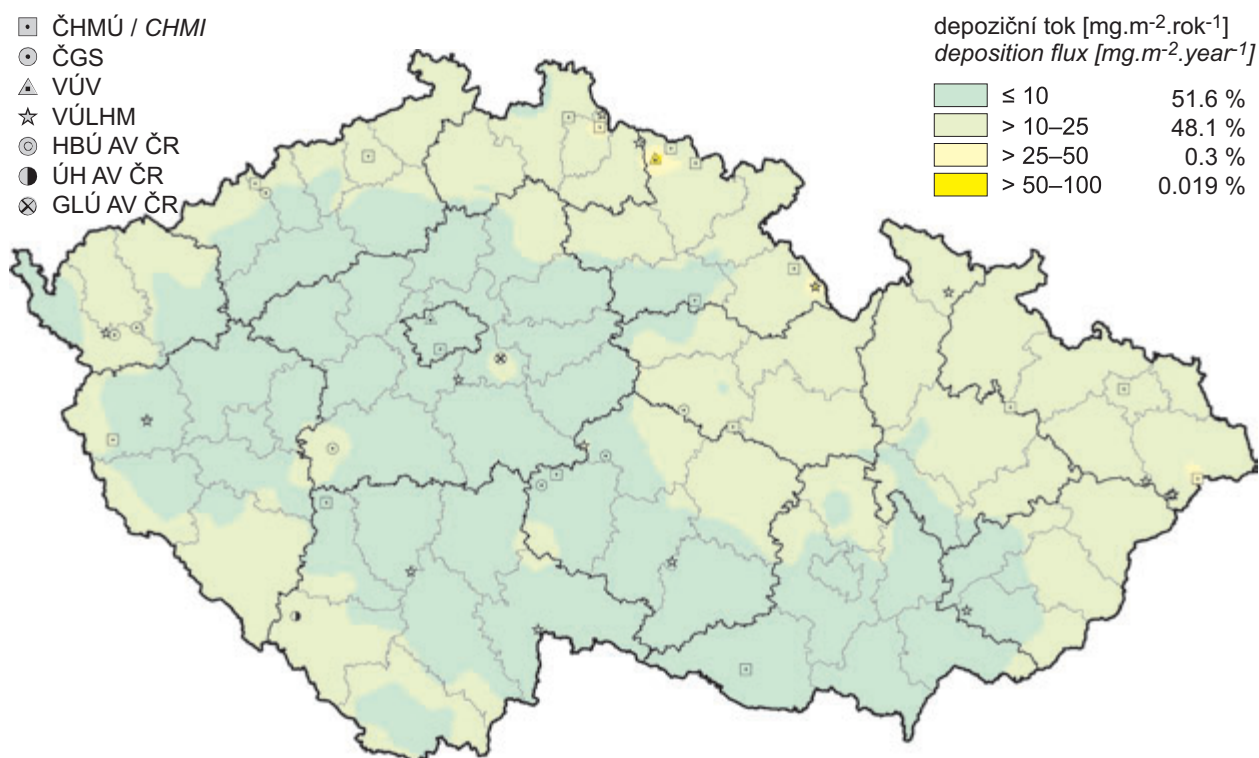 ČHMÚ / CHMI
ČGS
VÚV
VÚLHM
HBÚ AV ČR
ÚH AV ČR
GLÚ AV ČR
depoziční tok [mg.m-2.rok-1]
deposition flux [mg.m-2.year-1]
≤ 10 51.6 %
> 10–25 48.1 %
> 25–50 0.3 %
> 50–100 0.019 %